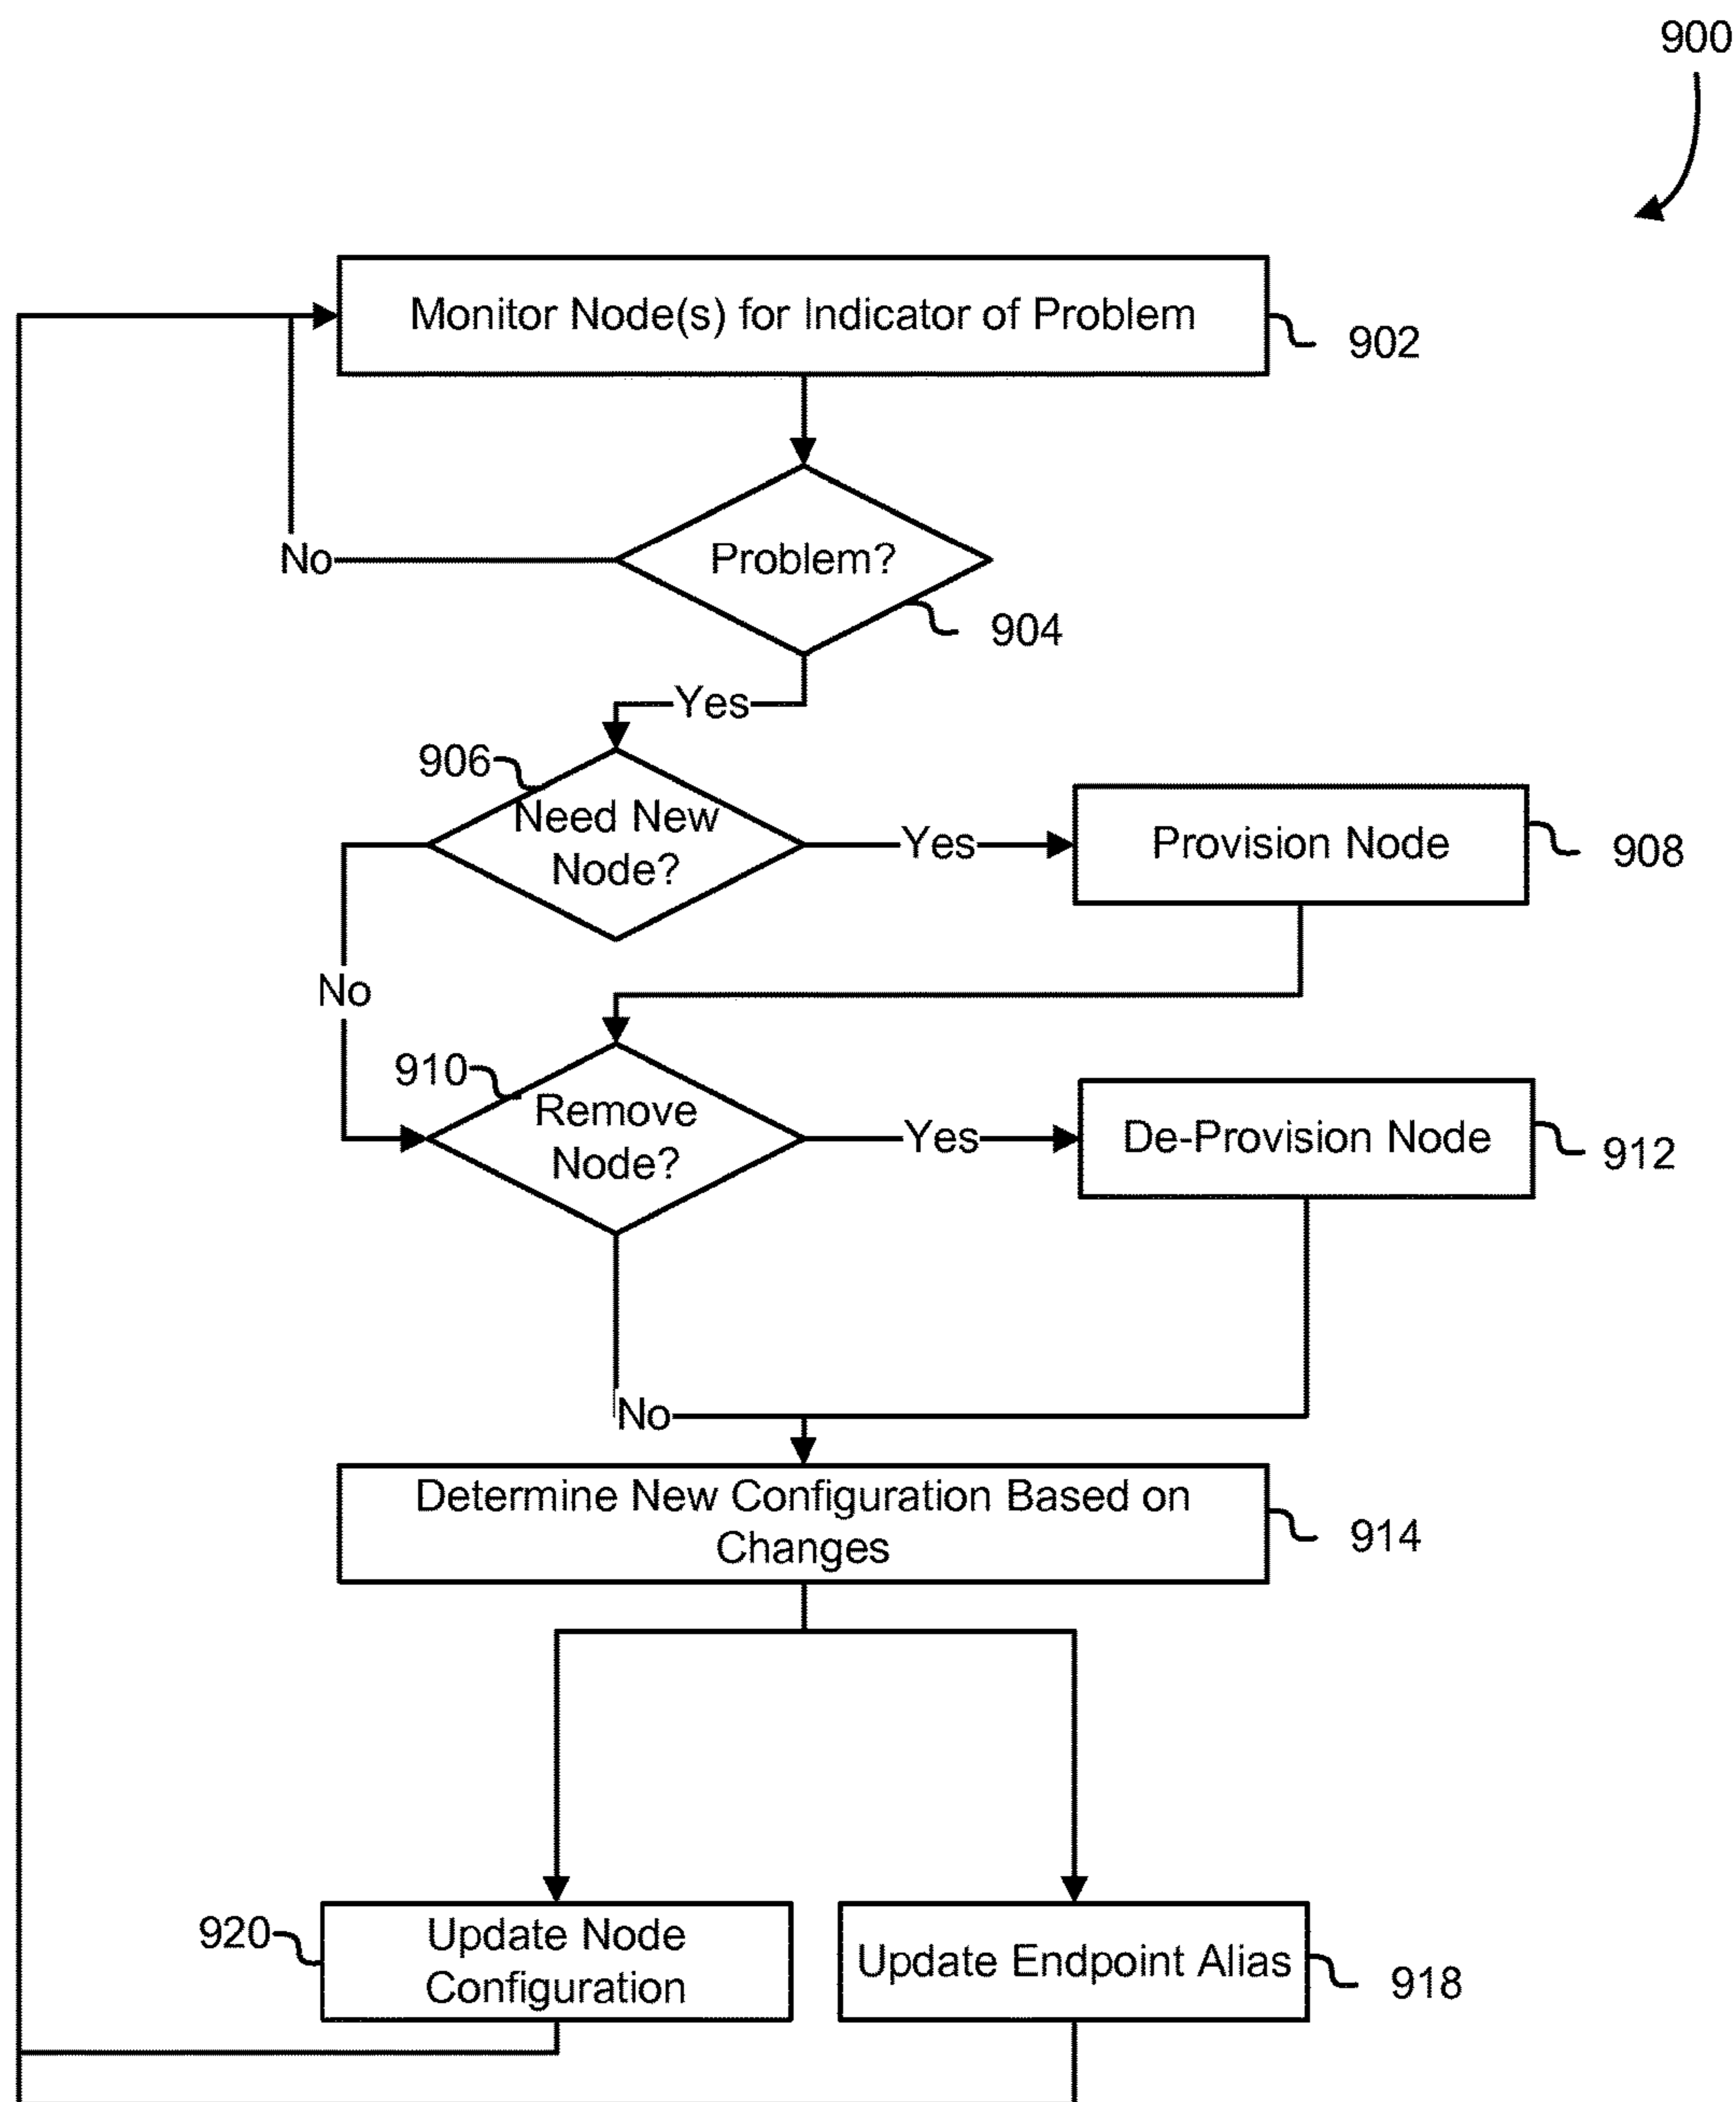 900
Monitor Node(s) for Indicator of Problem
902
Problem?
No
904
Yes
906
Need New
Node?
Yes
Provision Node
908
No
910
Remove
Node?
Yes
De-Provision Node
912
No
Determine New Configuration Based on
Changes
914
920
Update Node
Configuration
Update Endpoint Alias
918